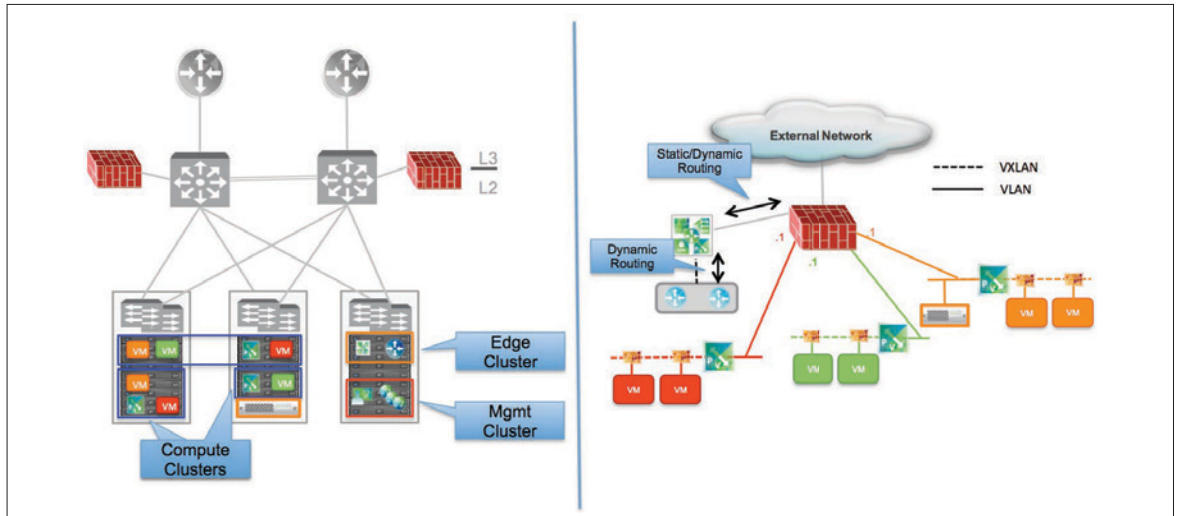 L3
L2
VM
VM
VM
VM
VM
VM
VM
Edge
Cluster
Mgmt
Cluster
Compute
Clusters
External Network
Static/Dynamic
Routing
VXLAN
VLAN
Dynamic
Routing
.1
.1
.1
VM
VM
VM
VM
VM
VM